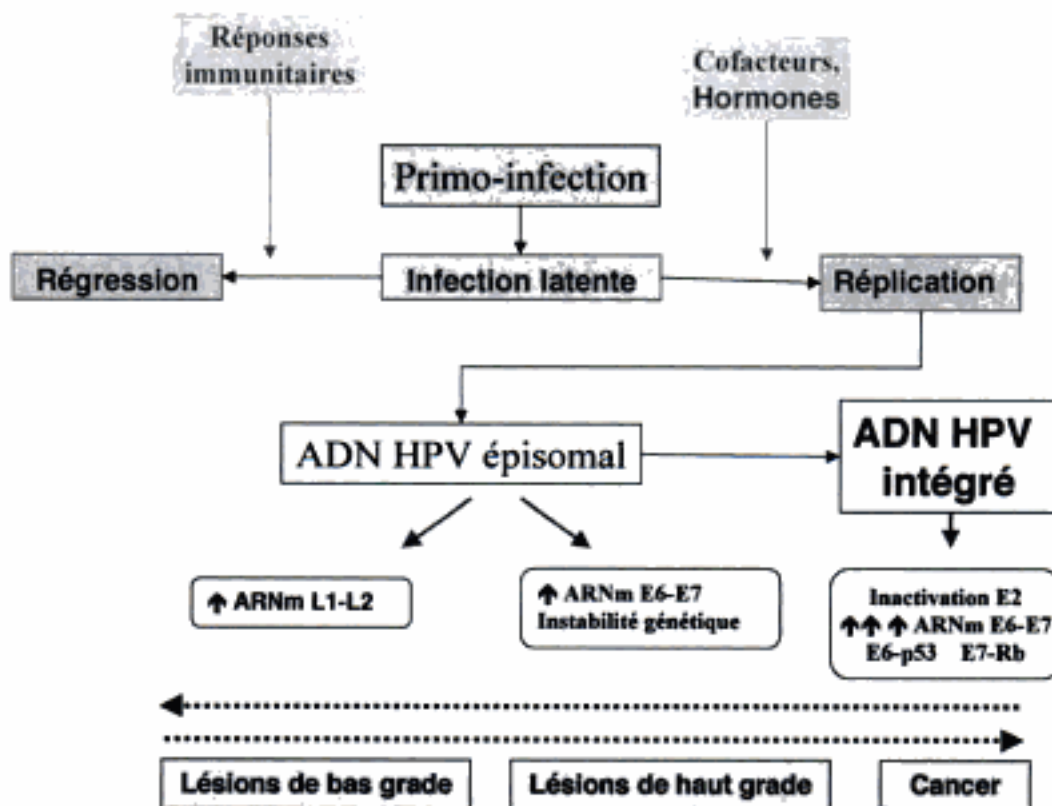 Réponses
immunitaires
Cofacteurs,
Hormones
Primo-infection
Régression
Infection latente
Réplication
ADN HPV épisomal
ADN HPV
intégré
↑ ARNm L1-L2
↑ ARNm E6-E7
Instabilité génétique
Inactivation E2
↑↑↑ ARNm E6-E7
E6-p53 E7-Rb
Lésions de bas grade
Lésions de haut grade
Cancer